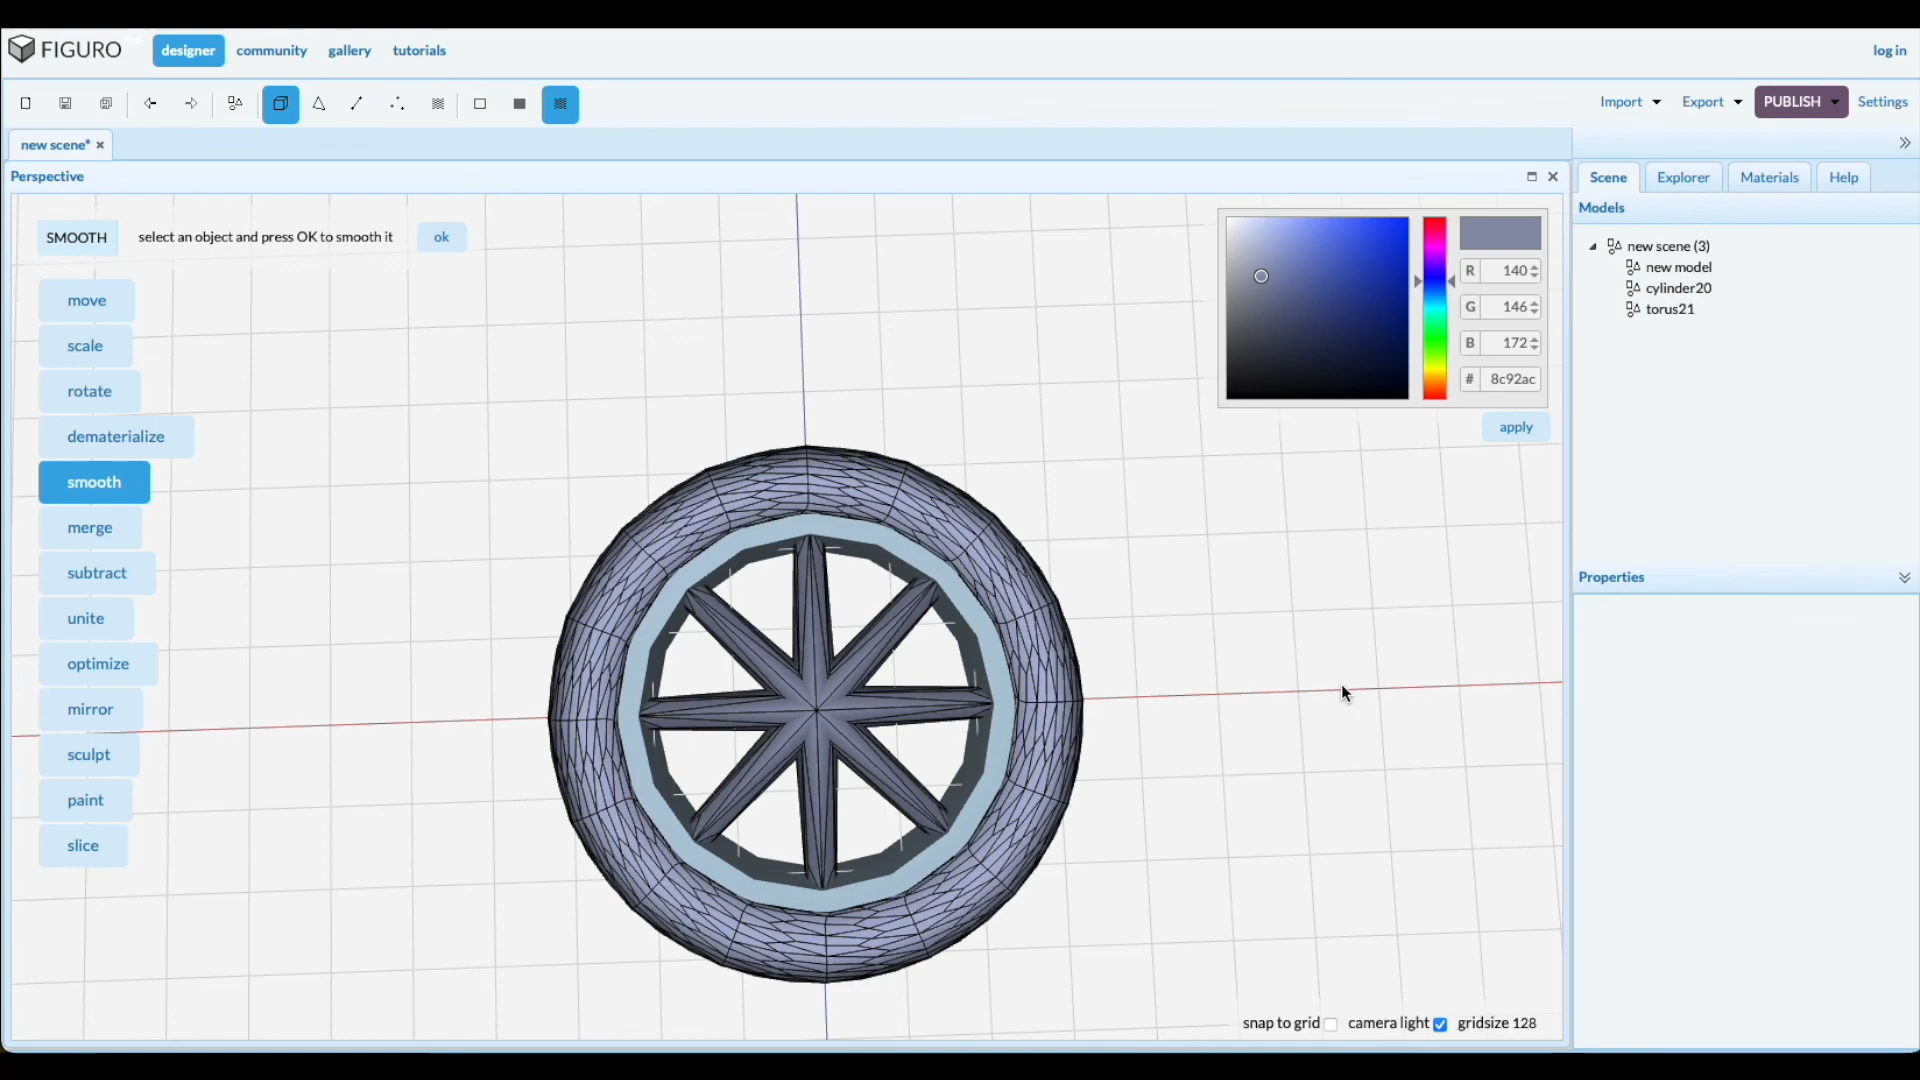 FIGURO designer community gallery tutorials log in
Import Export PUBLISH Settings
new scene* ×
Perspective
Scene Explorer Materials Help
Models
SMOOTH select an object and press OK to smooth it ok
new scene (3)
new model
cylinder20
torus21
R 140
G 146
B 172
# 8c92ac
apply
move
scale
rotate
dematerialize
smooth
merge
subtract
unite
optimize
mirror
sculpt
paint
slice
Properties
snap to grid camera light gridsize 128